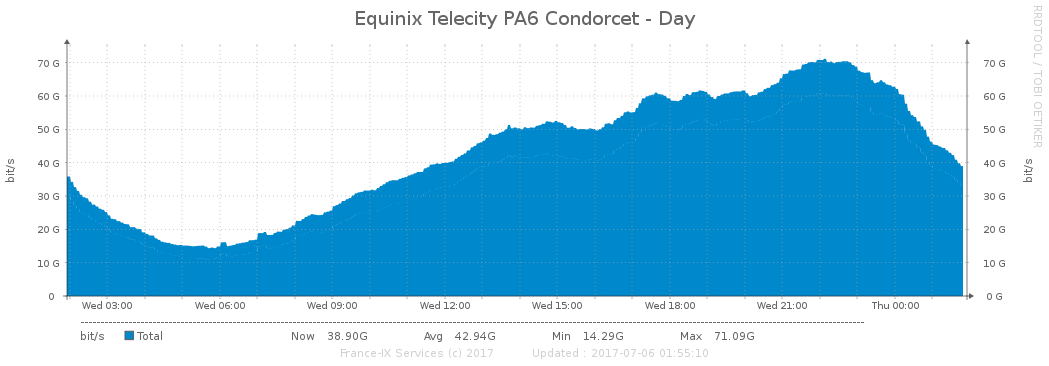 Equinix Telecity PA6 Condorcet - Day
RRDTOOL / TOBI OETIKER
bit/s
70 G 70 G
60 G 60 G
50 G 50 G
40 G 40 G
30 G 30 G
20 G 20 G
10 G 10 G
0 0 G
bit/s
Wed 03:00 Wed 06:00 Wed 09:00 Wed 12:00 Wed 15:00 Wed 18:00 Wed 21:00 Thu 00:00
bit/s Total Now 38.90G Avg 42.94G Min 14.29G Max 71.09G
France-IX Services (c) 2017 Updated : 2017-07-06 01:55:10